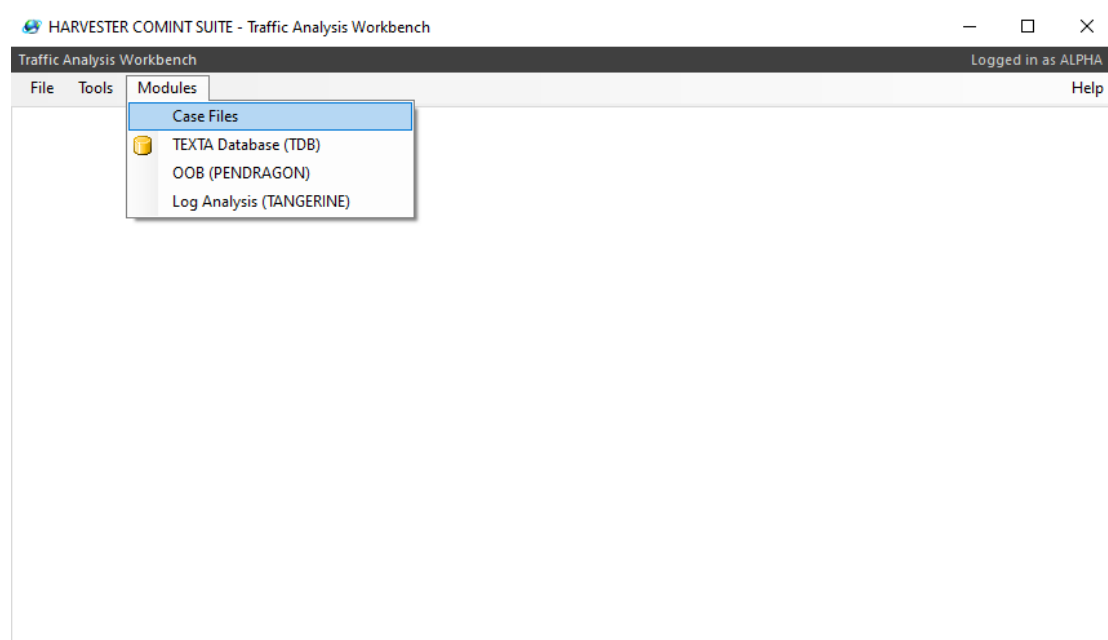 HARVESTER COMINT SUITE - Traffic Analysis Workbench
Traffic Analysis Workbench Logged in as ALPHA
File Tools Modules Help
Case Files
TEXTA Database (TDB)
OOB (PENDRAGON)
Log Analysis (TANGERINE)